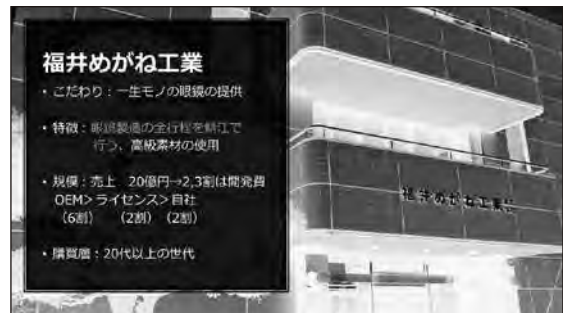 福井めがね工業
・こだわり：一生モノの眼鏡の提供
・特徴：眼鏡製造の全行程を鯖江で
行う、高級素材の使用
・規模：売上　20億円→2,3割は開発費
OEM＞ライセンス＞自社
（6割）　（2割）（2割）
・購買層：20代以上の世代
福井めがね工業